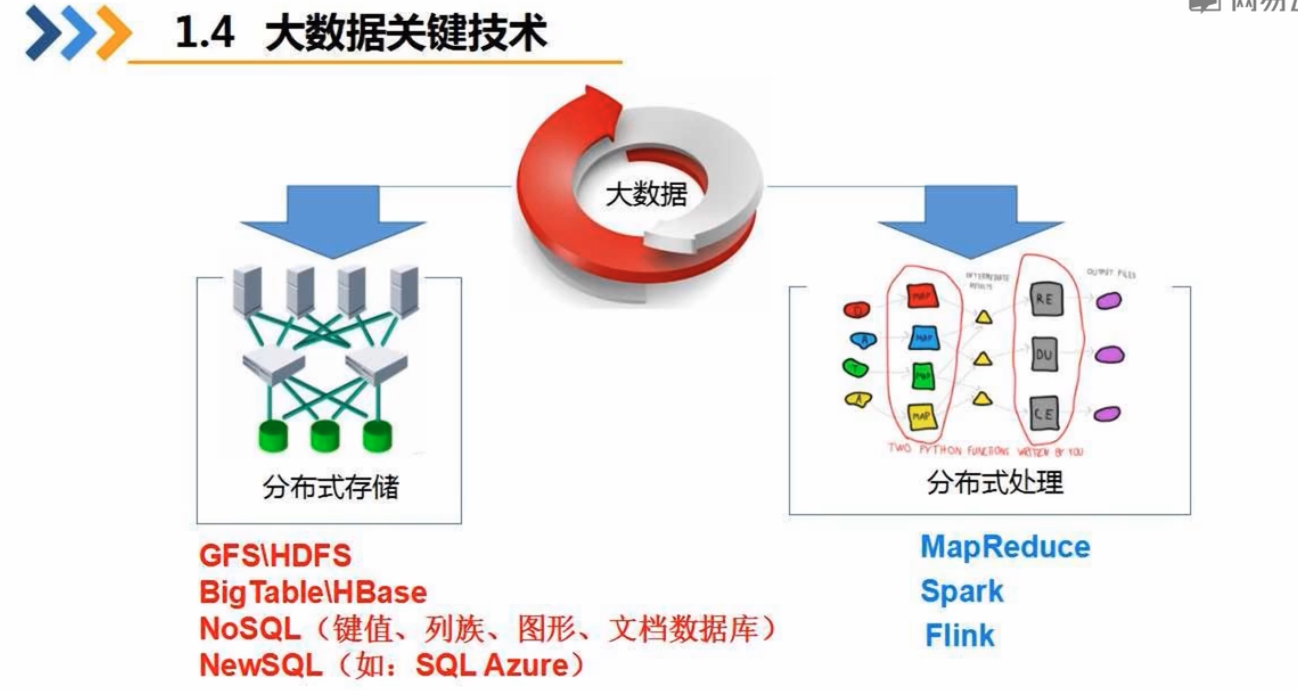 1.4 大数据关键技术
大数据
分布式存储
GFS\HDFS
BigTable\HBase
NoSQL（键值、列族、图形、文档数据库）
NewSQL（如：SQL Azure）
INTERMEDIATE
RESULTS
OUTPUT FILES
D
A
T
A
MAP
MAP
MAP
MAP
RE
DU
CE
TWO PYTHON FUNCTIONS WRITTEN BY YOU
分布式处理
MapReduce
Spark
Flink